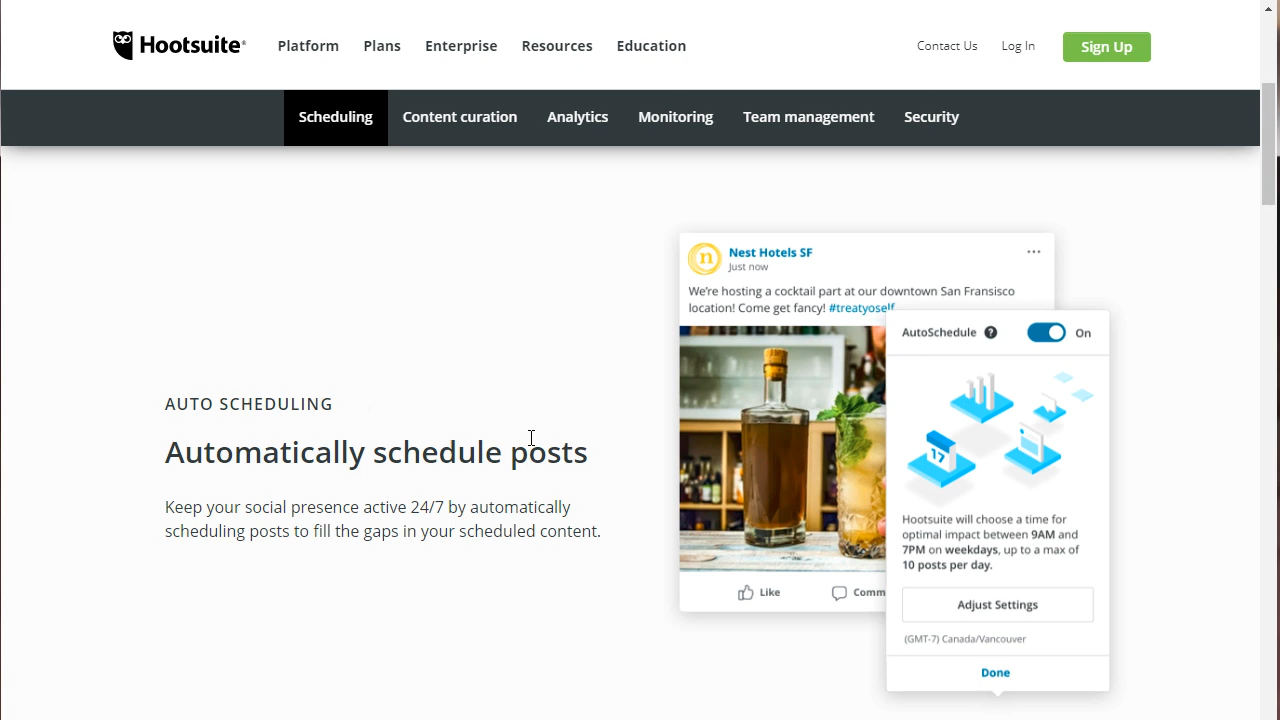 Hootsuite®
Platform
Plans
Enterprise
Resources
Education
Contact Us
Log In
Sign Up
Scheduling
Content curation
Analytics
Monitoring
Team management
Security
AUTO SCHEDULING
Automatically schedule posts
Keep your social presence active 24/7 by automatically
scheduling posts to fill the gaps in your scheduled content.
n
Nest Hotels SF
Just now
We're hosting a cocktail part at our downtown San Fransisco
location! Come get fancy! #treatyoself
Like
Comm
AutoSchedule ?
On
17
Hootsuite will choose a time for
optimal impact between 9AM and
7PM on weekdays, up to a max of
10 posts per day.
Adjust Settings
(GMT-7) Canada/Vancouver
Done